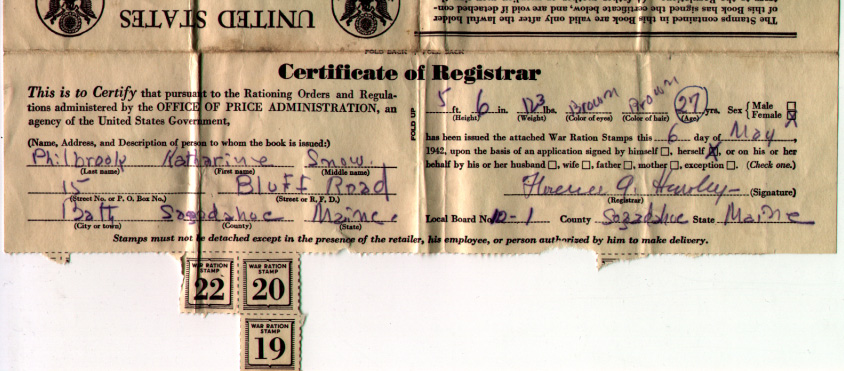 The Stamps contained in this Book are valid only after the lawful holder
of this Book has signed the certificate below, and are void if detached con-
UNITED STATES
FOLD BACK FOLD BACK
Certificate of Registrar
This is to Certify that pursuant to the Rationing Orders and Regula-
tions administered by the OFFICE OF PRICE ADMINISTRATION, an
agency of the United States Government,
(Name, Address, and Description of person to whom the book is issued:)
Philbrook Katharine Snow
(Last name) (First name) (Middle name)
15 Bluff Road
(Street No. or P. O. Box No.) (Street or R. F. D.)
Bath Sagadahoc Maine
(City or town) (County) (State)
FOLD UP
5 ft. 6 in. 123 lbs. Brown Brown 27 yrs. Sex { Male
Female X
(Height) (Weight) (Color of eyes) (Color of hair) (Age)
has been issued the attached War Ration Stamps this 6 day of May
1942, upon the basis of an application signed by himself □, herself X, or on his or her
behalf by his or her husband □, wife □, father □, mother □, exception □. (Check one.)
Florence A. Hawley (Signature)
(Registrar)
Local Board No. 10-1 County Sagadahoc State Maine
Stamps must not be detached except in the presence of the retailer, his employee, or person authorized by him to make delivery.
WAR RATION STAMP 22
WAR RATION STAMP 20
WAR RATION STAMP 19